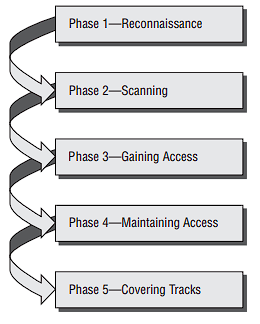 Phase 1—Reconnaissance
Phase 2—Scanning
Phase 3—Gaining Access
Phase 4—Maintaining Access
Phase 5—Covering Tracks